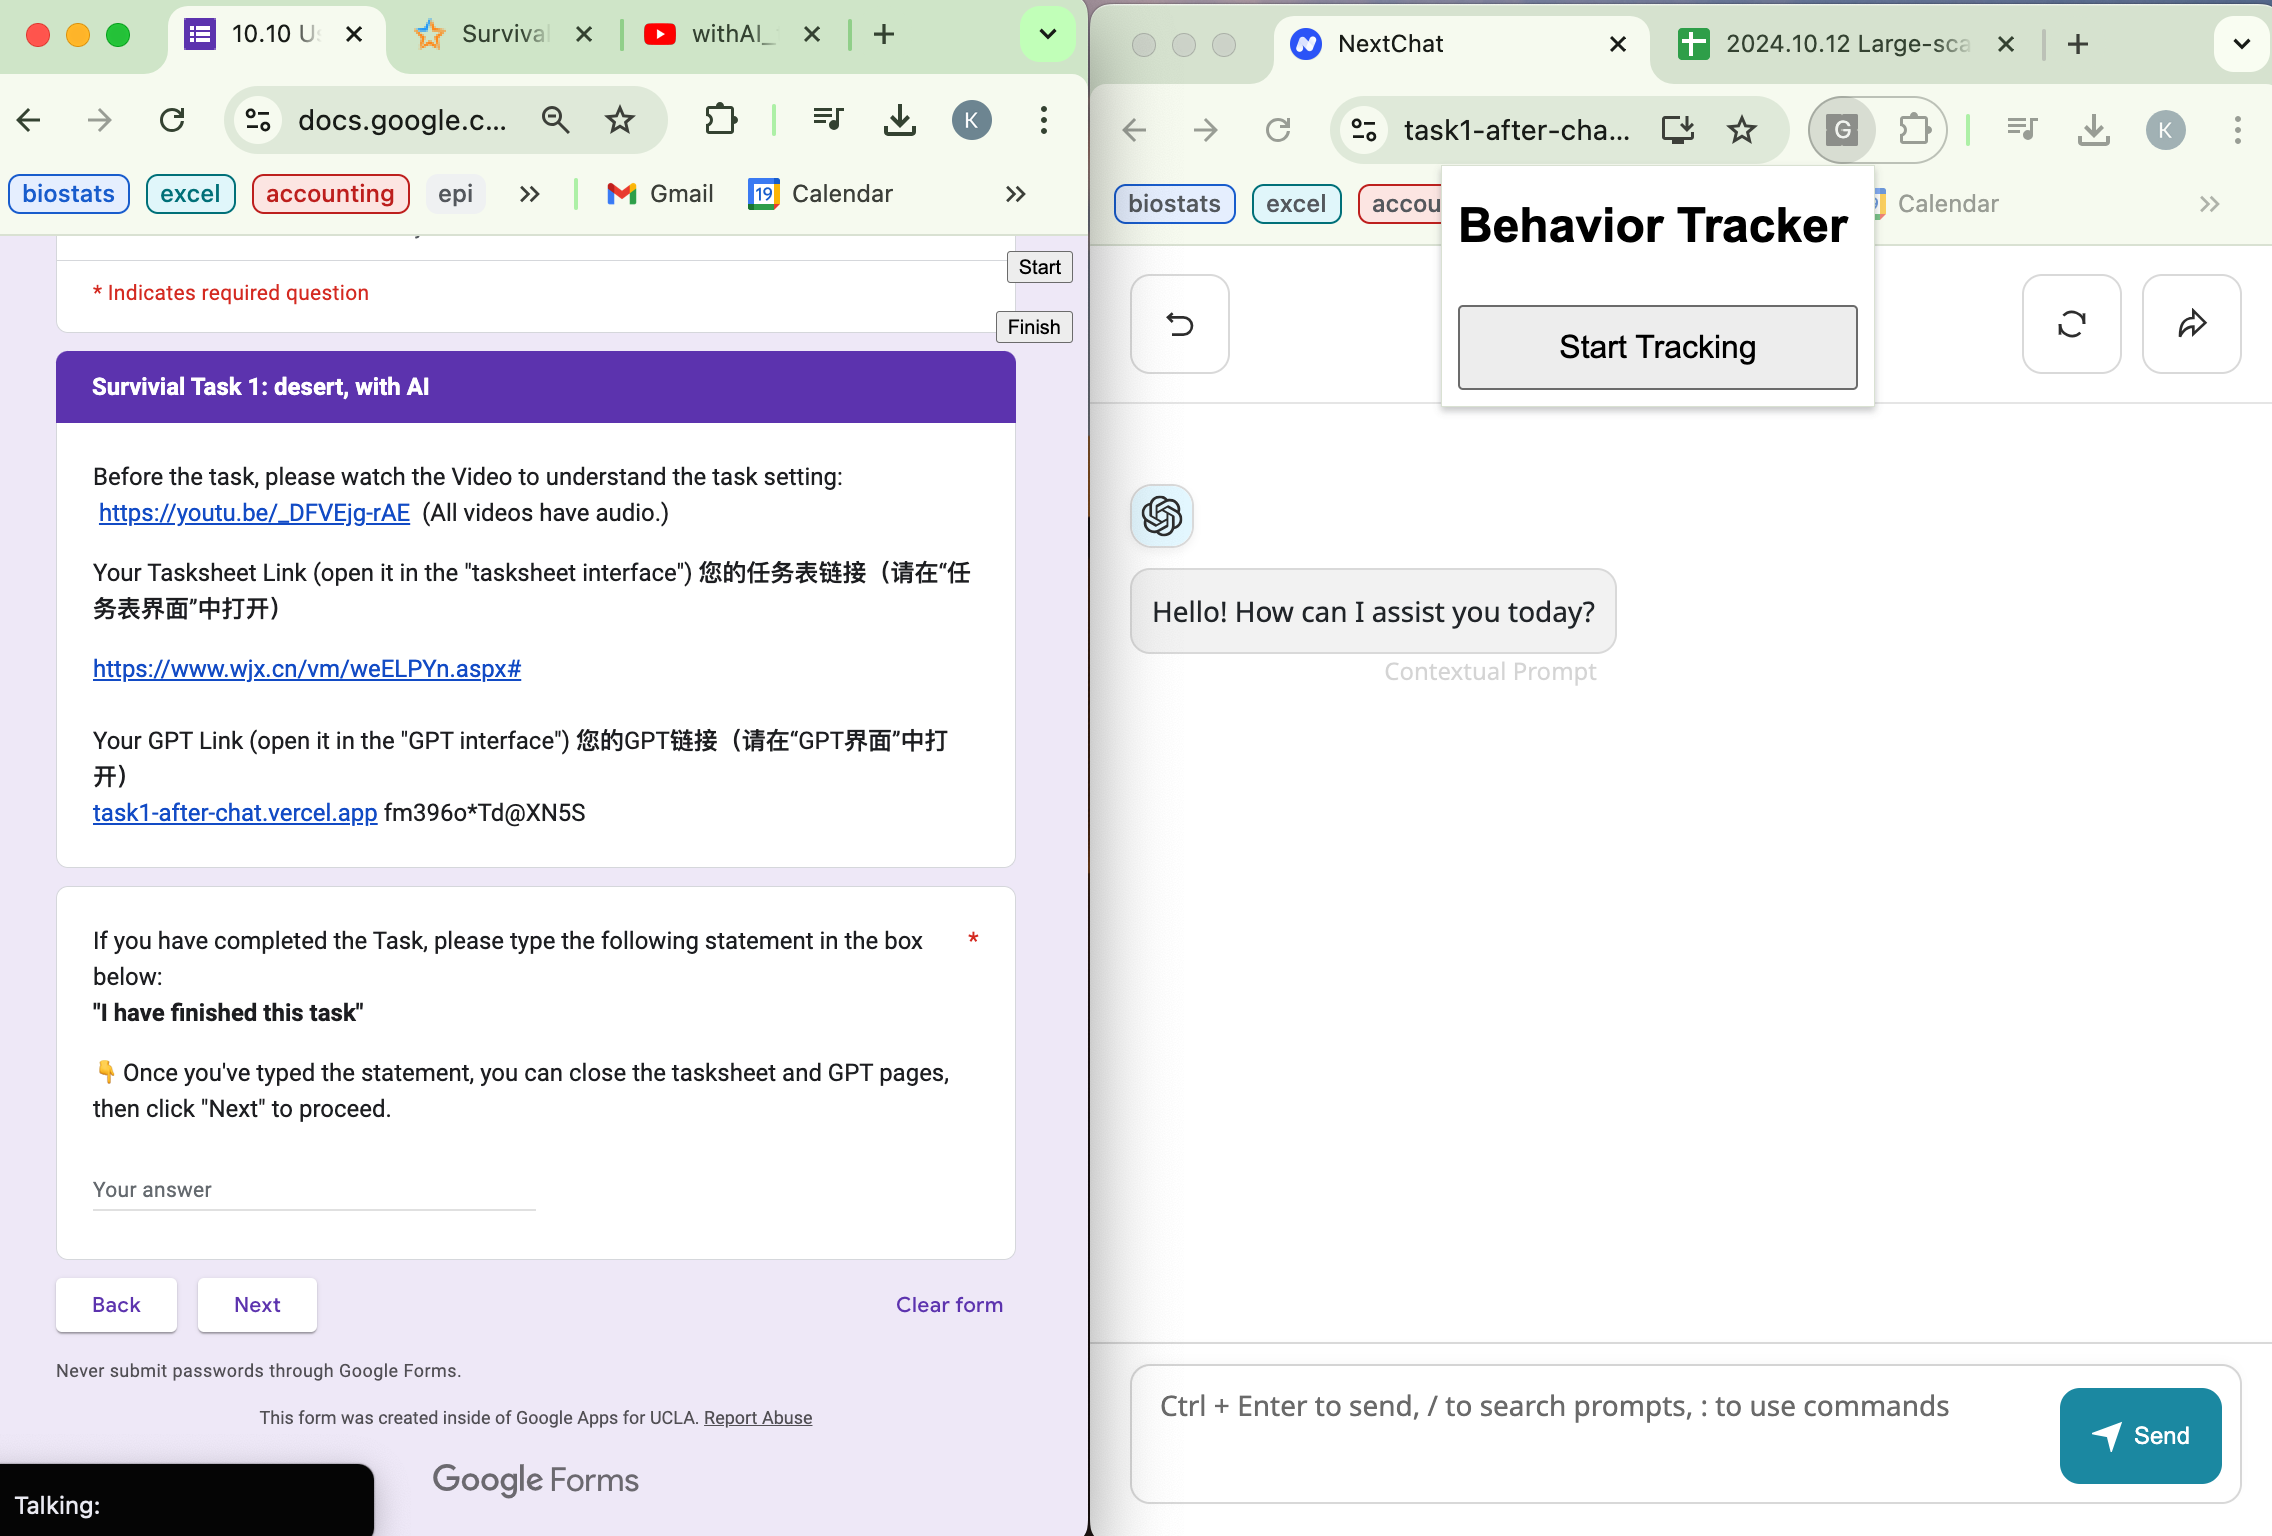 10.10 Us
Survival
withAI_
docs.google.c...
K
biostats
excel
accounting
epi
Gmail
19
Calendar
* Indicates required question
Start
Finish
Survivial Task 1: desert, with AI
Before the task, please watch the Video to understand the task setting:
https://youtu.be/_DFVEjg-rAE (All videos have audio.)
Your Tasksheet Link (open it in the "tasksheet interface") 您的任务表链接（请在“任
务表界面”中打开）
https://www.wjx.cn/vm/weELPYn.aspx#
Your GPT Link (open it in the "GPT interface") 您的GPT链接（请在“GPT界面”中打
开）
task1-after-chat.vercel.app fm396o*Td@XN5S
If you have completed the Task, please type the following statement in the box *
below:
"I have finished this task"
👇 Once you've typed the statement, you can close the tasksheet and GPT pages,
then click "Next" to proceed.
Your answer
Back
Next
Clear form
Never submit passwords through Google Forms.
This form was created inside of Google Apps for UCLA. Report Abuse
Google Forms
Talking:
NextChat
2024.10.12 Large-sca
task1-after-cha...
G
K
biostats
excel
accou
Calendar
Behavior Tracker
Start Tracking
Hello! How can I assist you today?
Contextual Prompt
Ctrl + Enter to send, / to search prompts, : to use commands
Send